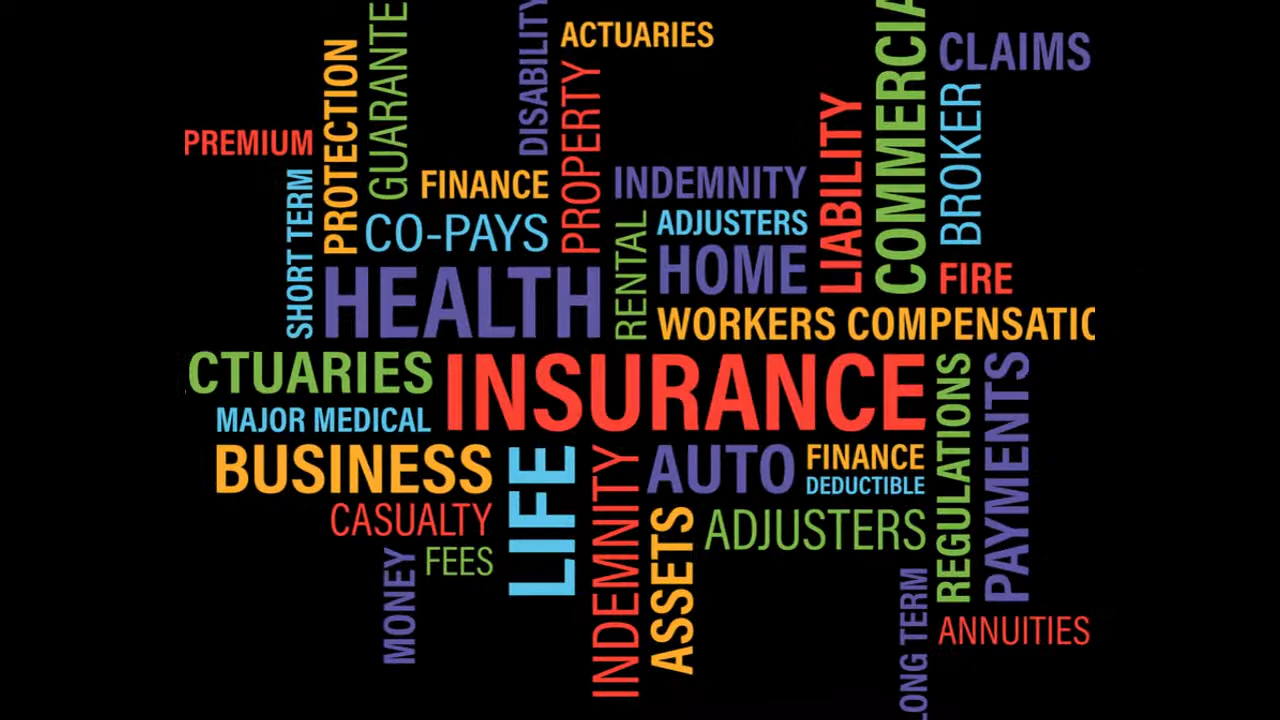 GUARANTE
DISABILITY
ACTUARIES
COMMERCIA
CLAIMS
PROTECTION
PROPERTY
LIABILITY
BROKER
PREMIUM
SHORT TERM
FINANCE
INDEMNITY
CO-PAYS
RENTAL
ADJUSTERS
HEALTH
HOME
FIRE
WORKERS COMPENSATIO
CTUARIES
INSURANCE
REGULATIONS
PAYMENTS
MAJOR MEDICAL
BUSINESS
LIFE
INDEMNITY
AUTO
FINANCE
DEDUCTIBLE
CASUALTY
ASSETS
ADJUSTERS
MONEY
FEES
LONG TERM
ANNUITIES